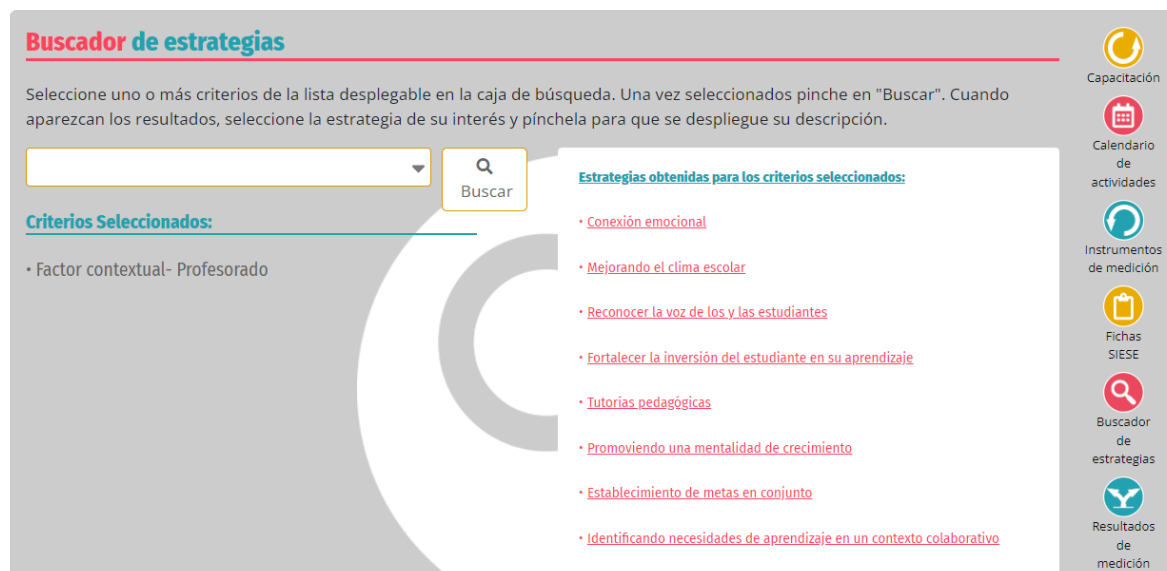 Buscador de estrategias
Seleccione uno o más criterios de la lista desplegable en la caja de búsqueda. Una vez seleccionados pinche en "Buscar". Cuando
aparezcan los resultados, seleccione la estrategia de su interés y pínchela para que se despliegue su descripción.
Buscar
Criterios Seleccionados:
• Factor contextual- Profesorado
Estrategias obtenidas para los criterios seleccionados:
• Conexión emocional
• Mejorando el clima escolar
• Reconocer la voz de los y las estudiantes
• Fortalecer la inversión del estudiante en su aprendizaje
• Tutorías pedagógicas
• Promoviendo una mentalidad de crecimiento
• Establecimiento de metas en conjunto
• Identificando necesidades de aprendizaje en un contexto colaborativo
Capacitación
Calendario
de
actividades
Instrumentos
de medición
Fichas
SIESE
Buscador
de
estrategias
Resultados
de
medición